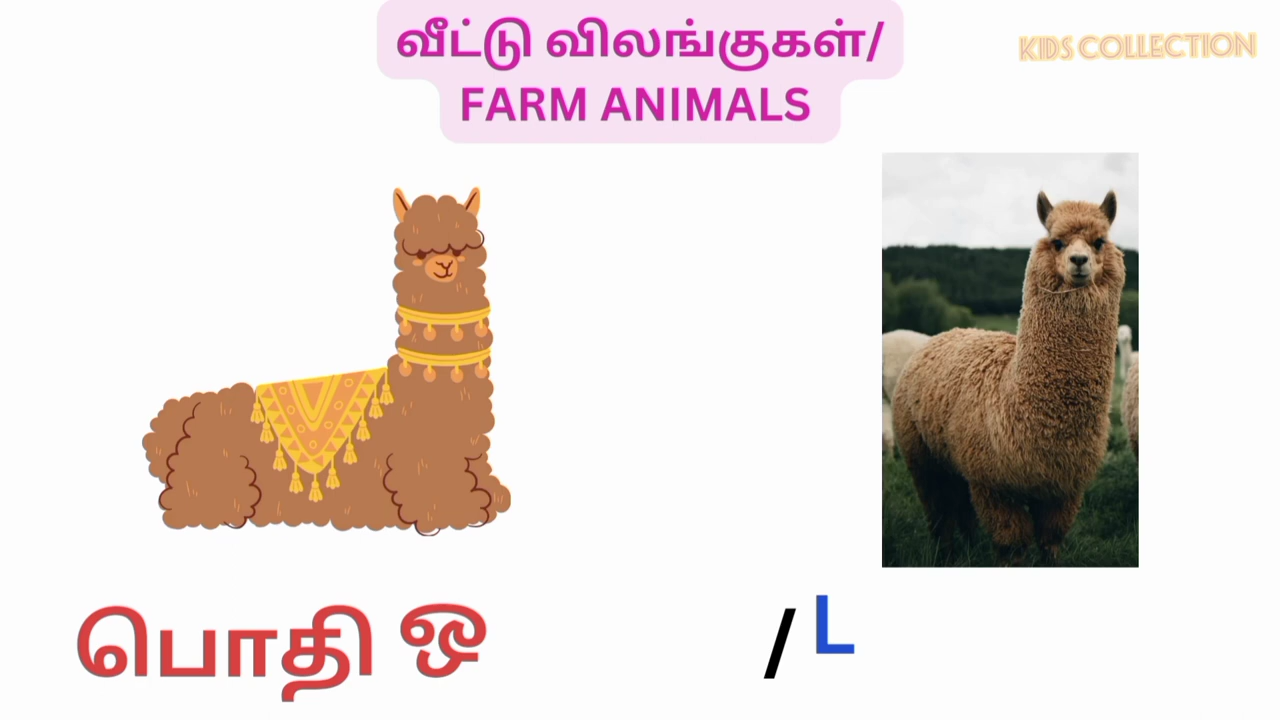 வீட்டு விலங்குகள்/
FARM ANIMALS
KIDS COLLECTION
பொதி ஒ / L